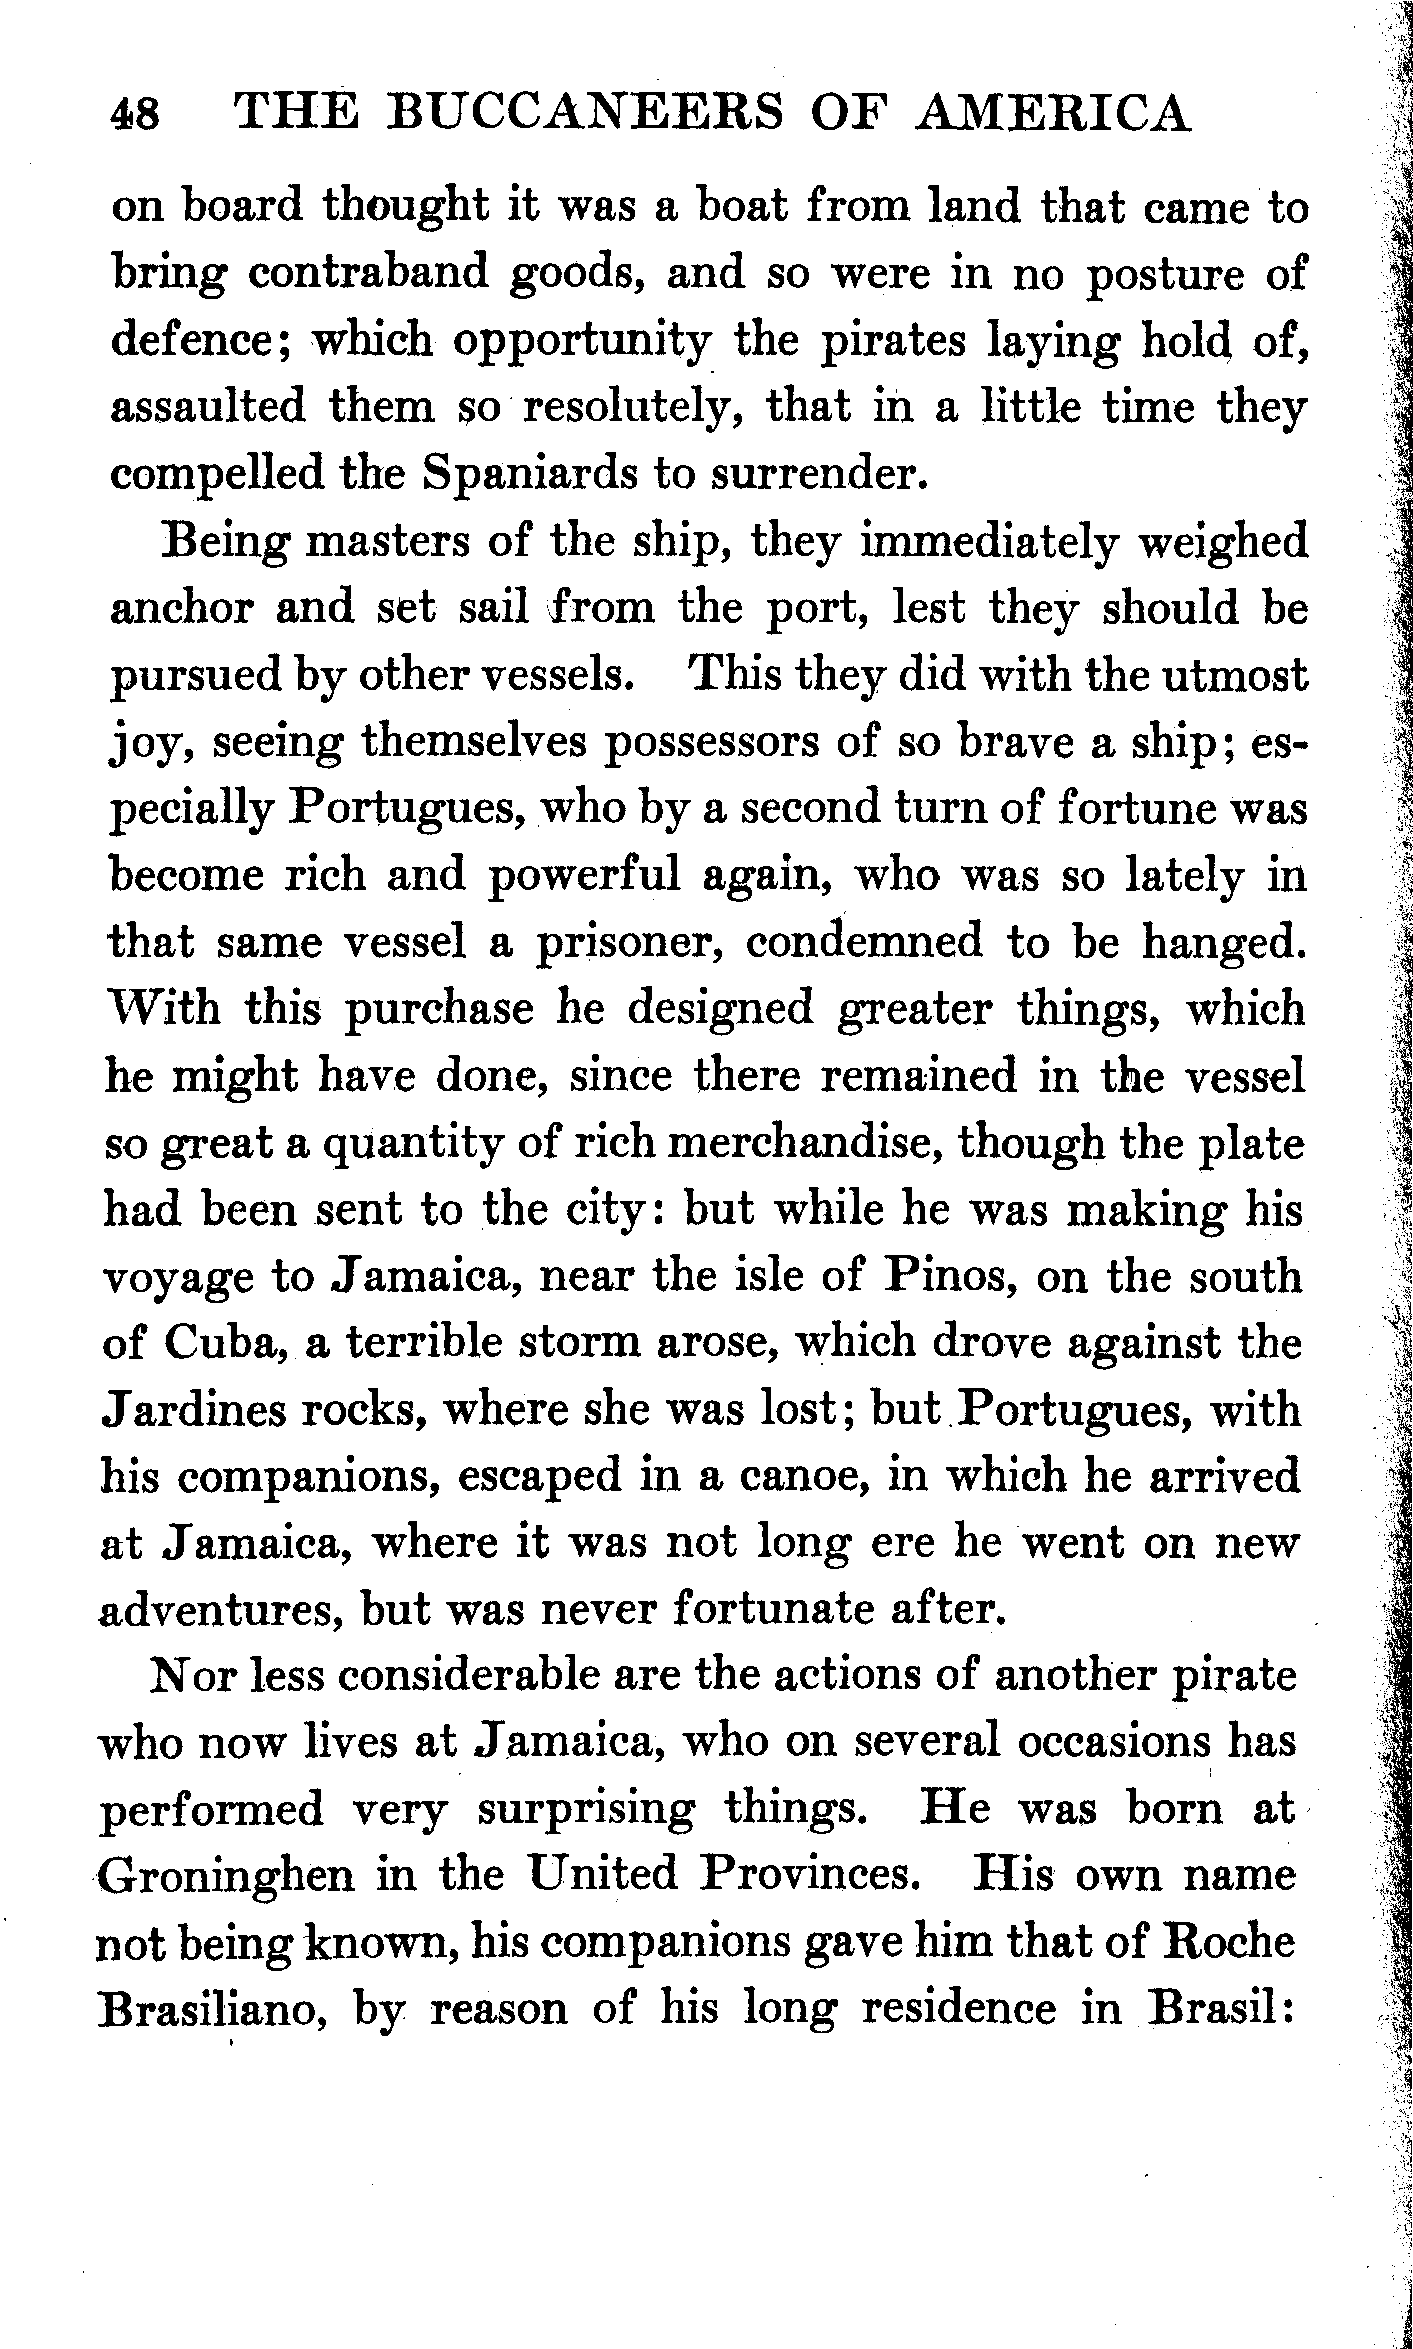 48 THE BUCCANEERS OF AMERICA
on board thought it was a boat from land that came to
bring contraband goods, and so were in no posture of
defence; which opportunity the pirates laying hold of,
assaulted them so resolutely, that in a little time they
compelled the Spaniards to surrender.
Being masters of the ship, they immediately weighed
anchor and set sail from the port, lest they should be
pursued by other vessels. This they did with the utmost
joy, seeing themselves possessors of so brave a ship; es-
pecially Portugues, who by a second turn of fortune was
become rich and powerful again, who was so lately in
that same vessel a prisoner, condemned to be hanged.
With this purchase he designed greater things, which
he might have done, since there remained in the vessel
so great a quantity of rich merchandise, though the plate
had been sent to the city: but while he was making his
voyage to Jamaica, near the isle of Pinos, on the south
of Cuba, a terrible storm arose, which drove against the
Jardines rocks, where she was lost; but Portugues, with
his companions, escaped in a canoe, in which he arrived
at Jamaica, where it was not long ere he went on new
adventures, but was never fortunate after.
Nor less considerable are the actions of another pirate
who now lives at Jamaica, who on several occasions has
performed very surprising things. He was born at
Groninghen in the United Provinces. His own name
not being known, his companions gave him that of Roche
Brasiliano, by reason of his long residence in Brasil: